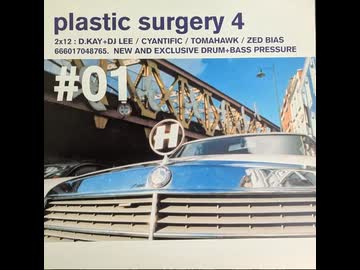 plastic surgery 4
2x12 : D.KAY+DJ LEE / CYANTIFIC / TOMAHAWK / ZED BIAS
666017048765. NEW AND EXCLUSIVE DRUM+BASS PRESSURE
#01
H